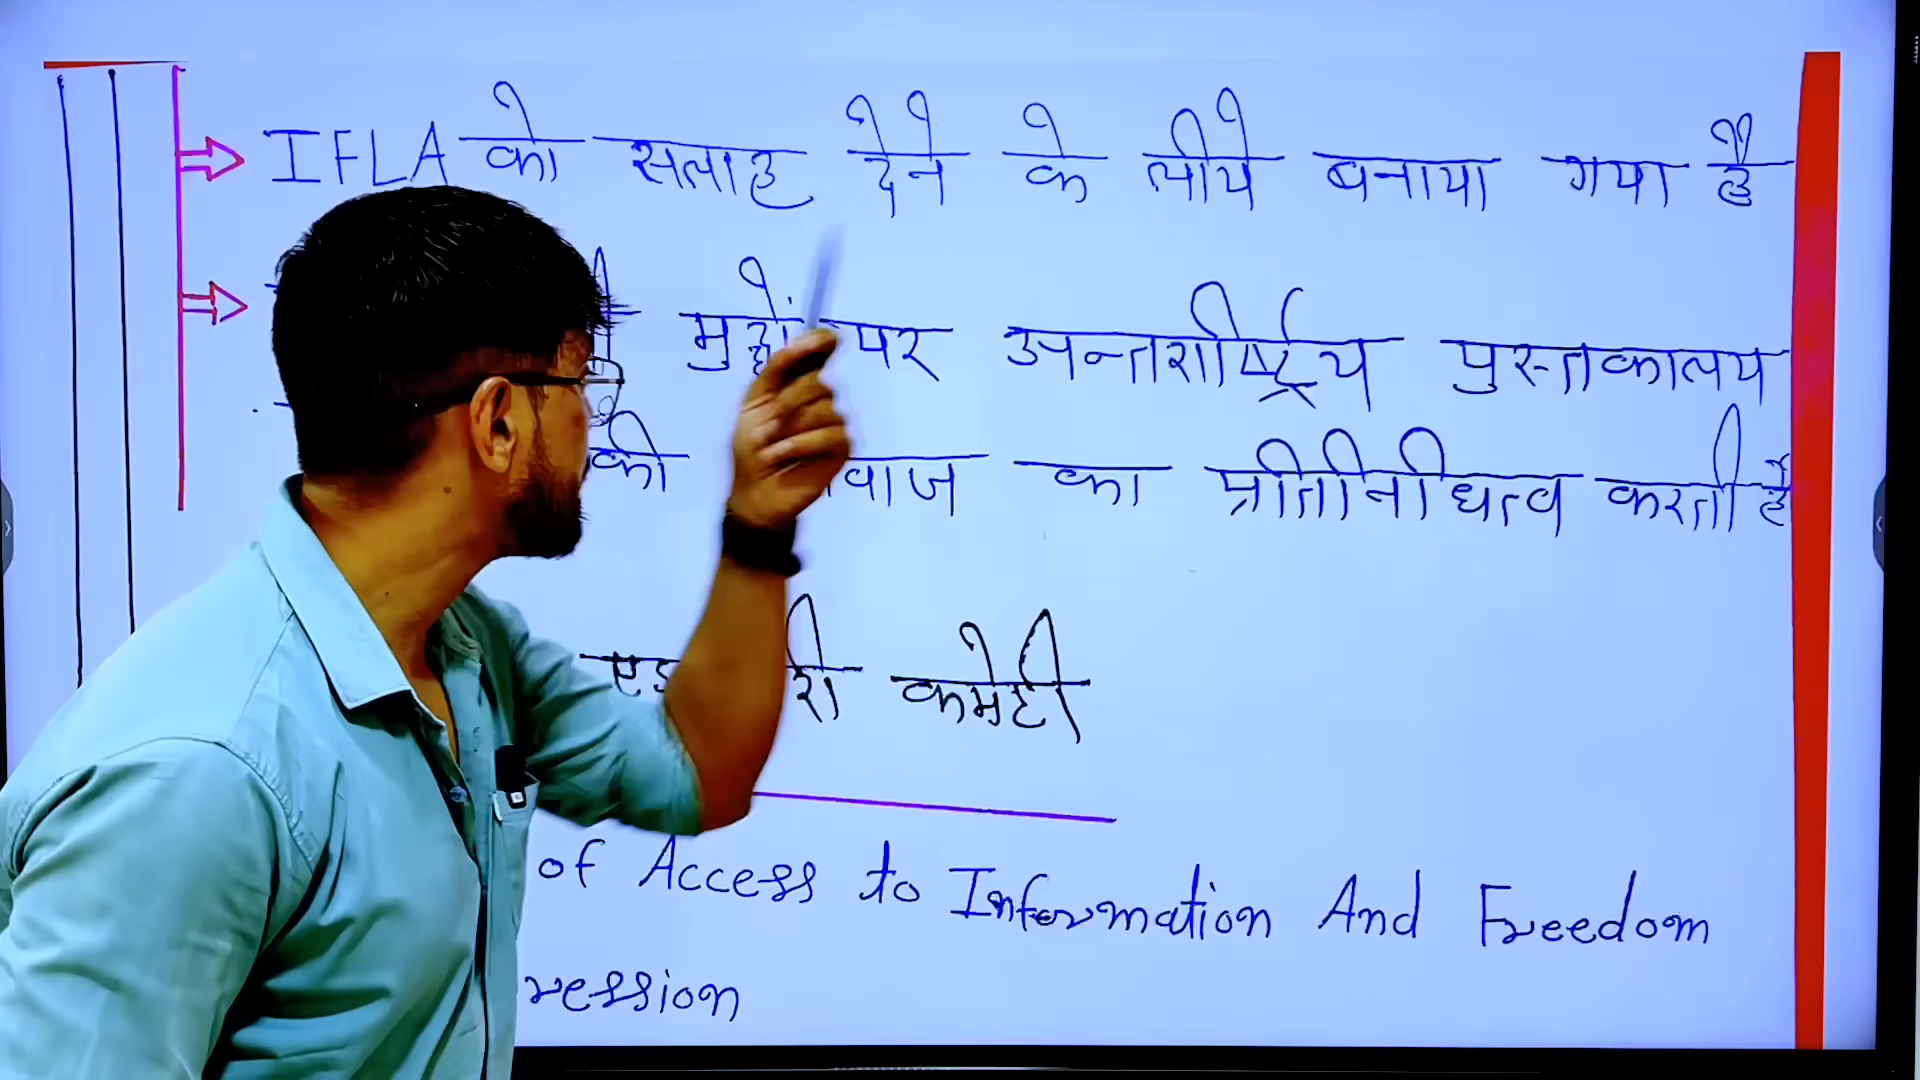 IFLA को सलाह देने के लीये बनाया गया है
मुद्दों पर अन्तर्राष्ट्रीय पुस्तकालय
की का प्रतीनीधत्व करती है
कमेटी
of Access to Information And Freedom
ression